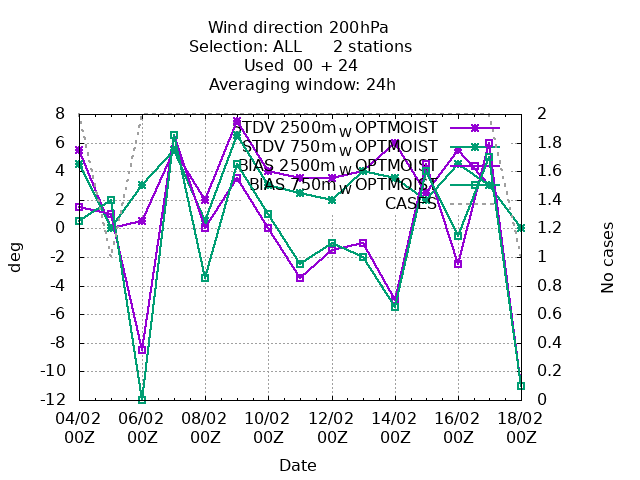 Wind direction 200hPa
Selection: ALL 2 stations
Used 00 + 24
Averaging window: 24h
8
6
4
2
0
-2
-4
-6
-8
-10
-12
deg
2
1.8
1.6
1.4
1.2
1
0.8
0.6
0.4
0.2
0
No cases
STDV 2500m W OPTMOIST
STDV 750m W OPTMOIST
BIAS 2500m W OPTMOIST
BIAS 750m W OPTMOIST
CASES
04/02 06/02 08/02 10/02 12/02 14/02 16/02 18/02
00Z 00Z 00Z 00Z 00Z 00Z 00Z 00Z
Date